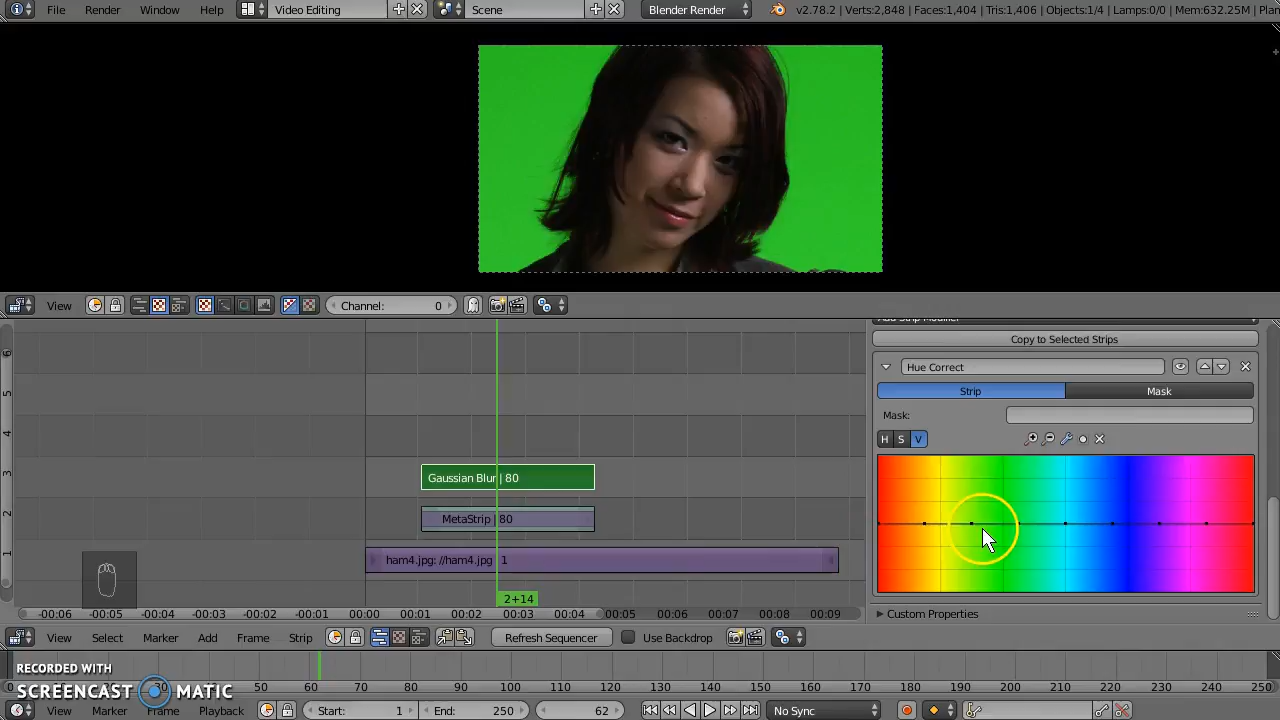 File Render Window Help Video Editing Scene Blender Render v2.78.2 | Verts:2,848 | Faces:1,404 | Tris:1,406 | Objects:1/4 | Lamps:0/0 | Mem:632.25M | Plan
View Channel: 0
Copy to Selected Strips
Hue Correct
Strip Mask
Mask:
H S V
6
5
4
3
2
1
Gaussian Blur | 80
MetaStrip | 80
ham4.jpg: //ham4.jpg | 1
2+14
-00:06 -00:05 -00:04 -00:03 -00:02 -00:01 00:00 00:01 00:02 00:03 00:04 00:05 00:06 00:07 00:08 00:09
Custom Properties
View Select Marker Add Frame Strip Refresh Sequencer Use Backdrop
RECORDED WITH
SCREENCAST MATIC
0 50 60 70 80 90 100 110 120 130 140 150 160 170 180 190 200 210 220 230 240 250
View Marker Frame Playback Start: 1 End: 250 62 No Sync